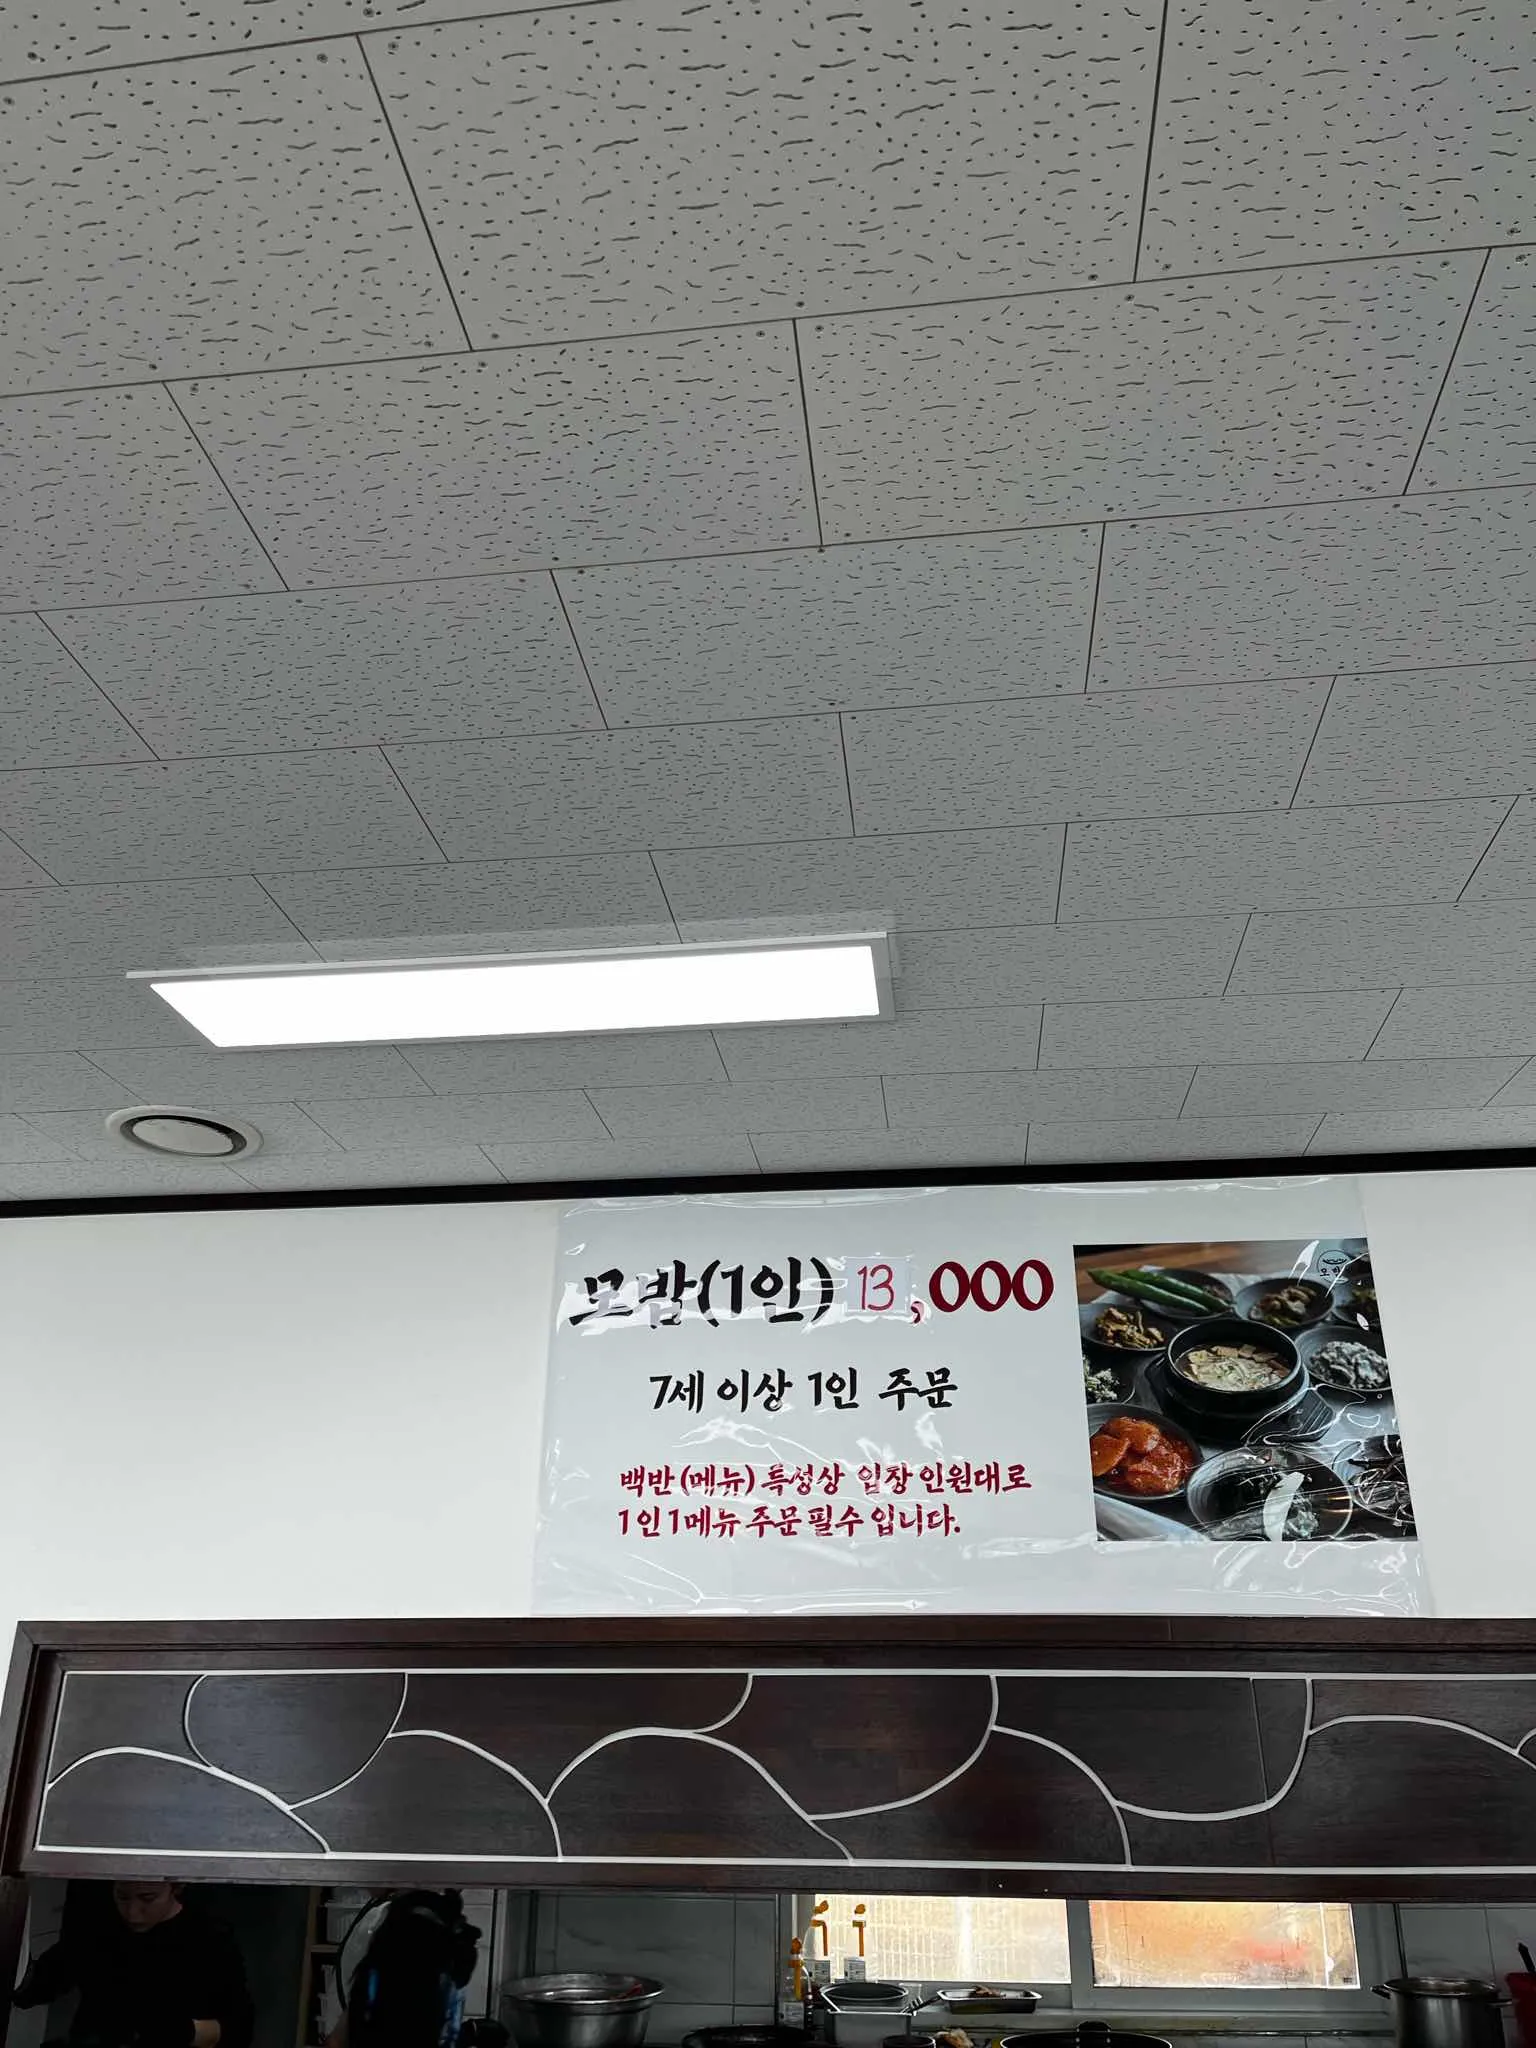 모밥(1인) 13,000
7세 이상 1인 주문
백반(메뉴) 특성상 입장 인원대로
1인 1메뉴 주문 필수 입니다.
모밥